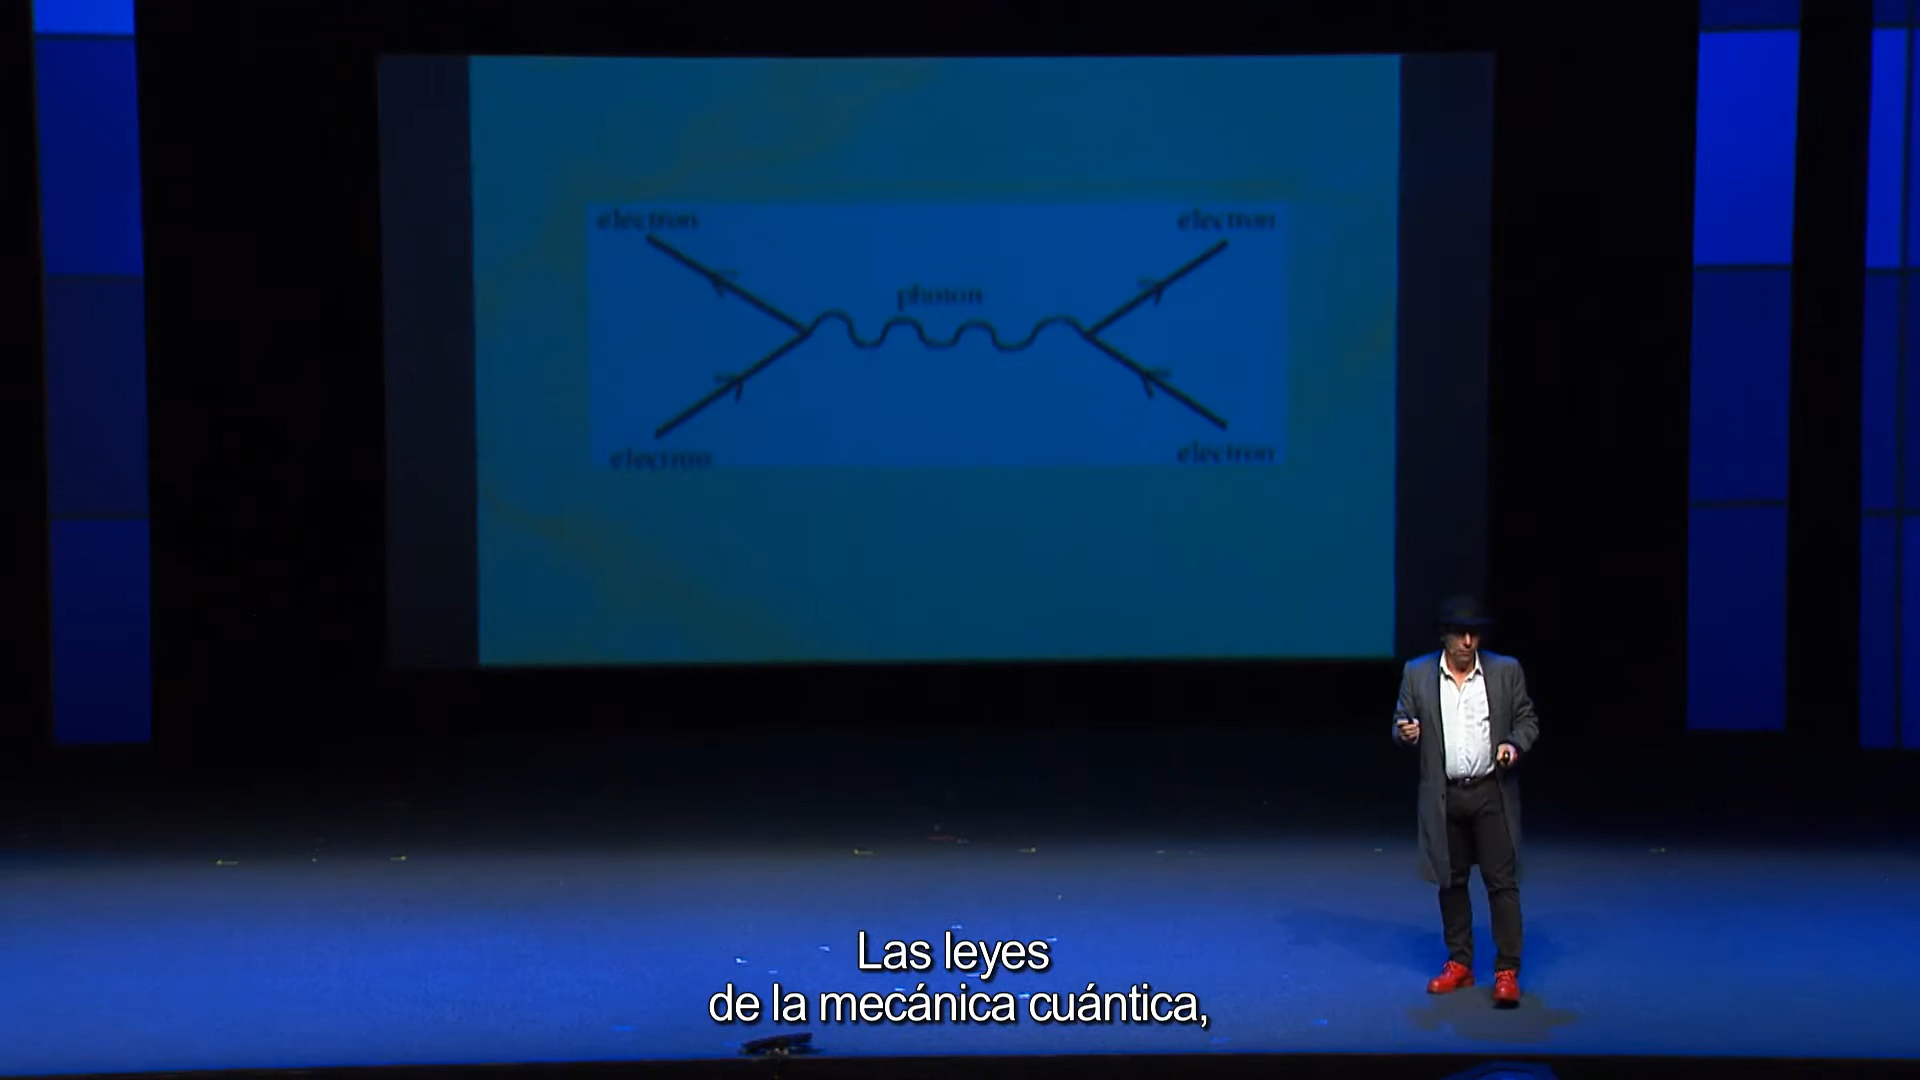 electron
electron
photon
electron
electron
Las leyes
de la mecánica cuántica,